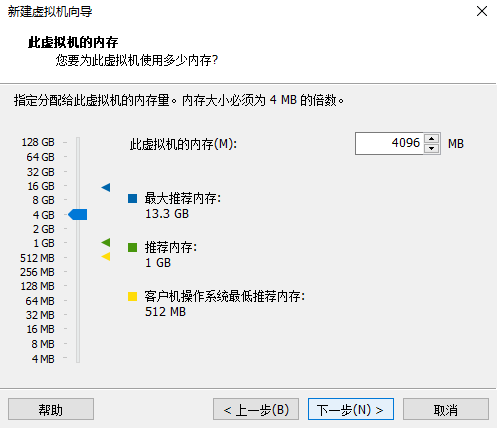 新建虚拟机向导
此虚拟机的内存
您要为此虚拟机使用多少内存?
指定分配给此虚拟机的内存量。内存大小必须为 4 MB 的倍数。
此虚拟机的内存(M):
4096
MB
128 GB
64 GB
32 GB
16 GB
8 GB
4 GB
2 GB
1 GB
512 MB
256 MB
128 MB
64 MB
32 MB
16 MB
8 MB
4 MB
最大推荐内存:
13.3 GB
推荐内存:
1 GB
客户机操作系统最低推荐内存:
512 MB
帮助
< 上一步(B)
下一步(N) >
取消